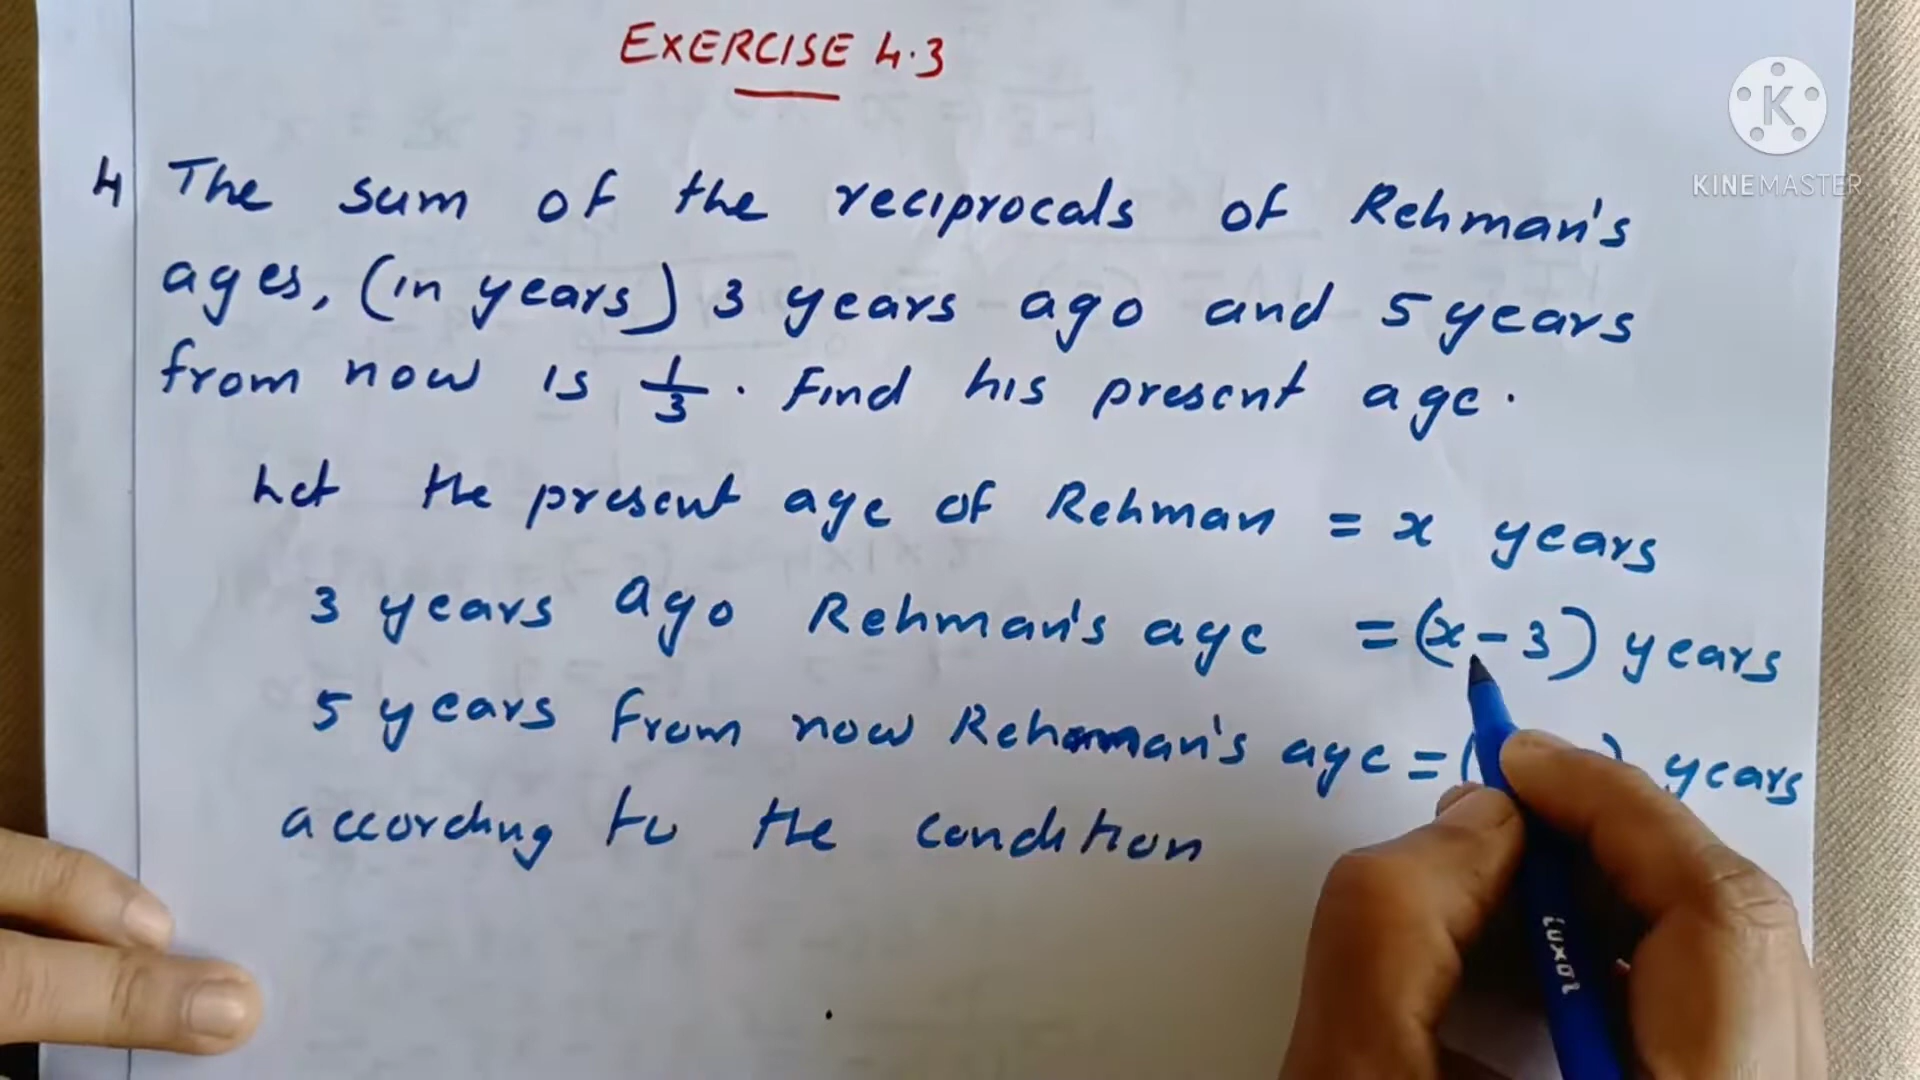 EXERCISE 4.3
K
KINEMASTER
4 The sum of the reciprocals of Rehman's
ages, (in years) 3 years ago and 5 years
from now is 1/3. Find his present age.
Let the present age of Rehman = x years
3 years ago Rehman's age = (x-3) years
5 years from now Rehman's age = ( ) years
according to the condition
LUXOR